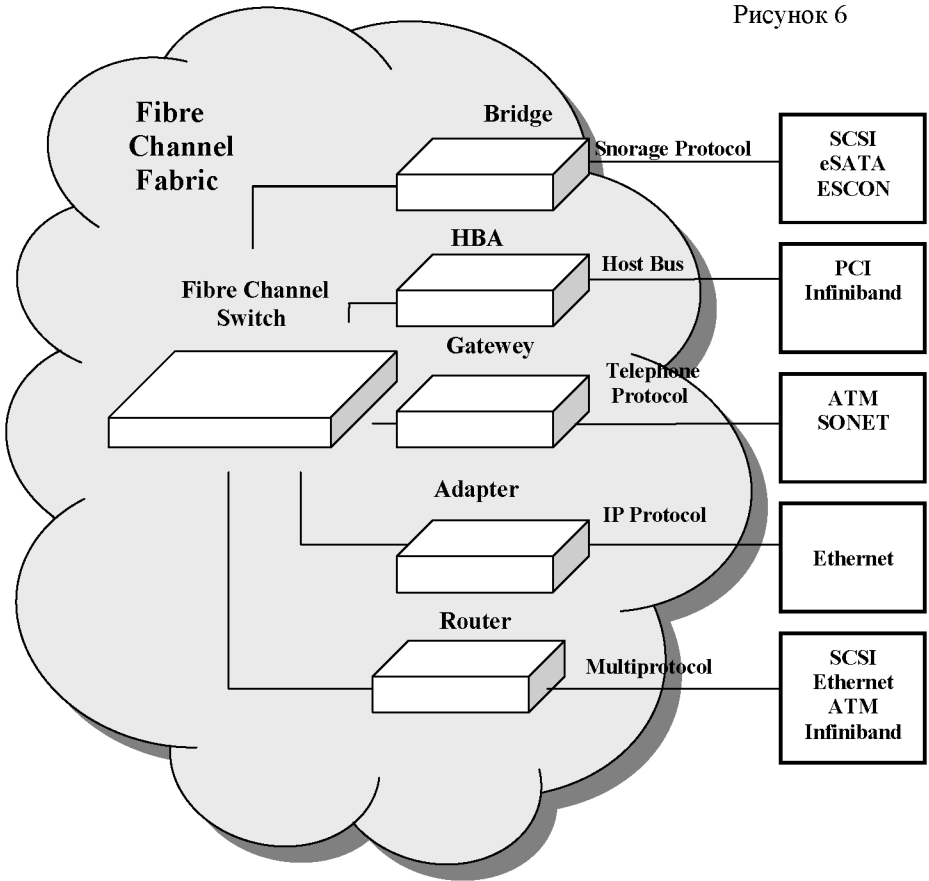 Рисунок 6
Fibre
Channel
Fabric
Bridge
Snorage Protocol
SCSI
eSATA
ESCON
HBA
Host Bus
PCI
Infiniband
Fibre Channel
Switch
Gatewey
Telephone
Protocol
ATM
SONET
Adapter
IP Protocol
Ethernet
Router
Multiprotocol
SCSI
Ethernet
ATM
Infiniband